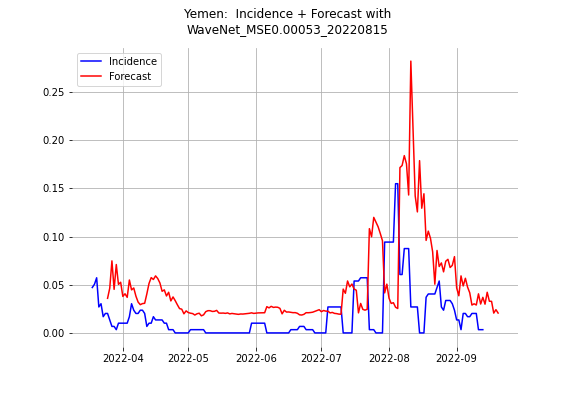 Yemen:  Incidence + Forecast with
WaveNet_MSE0.00053_20220815
Incidence
Forecast
0.25
0.20
0.15
0.10
0.05
0.00
2022-04 2022-05 2022-06 2022-07 2022-08 2022-09